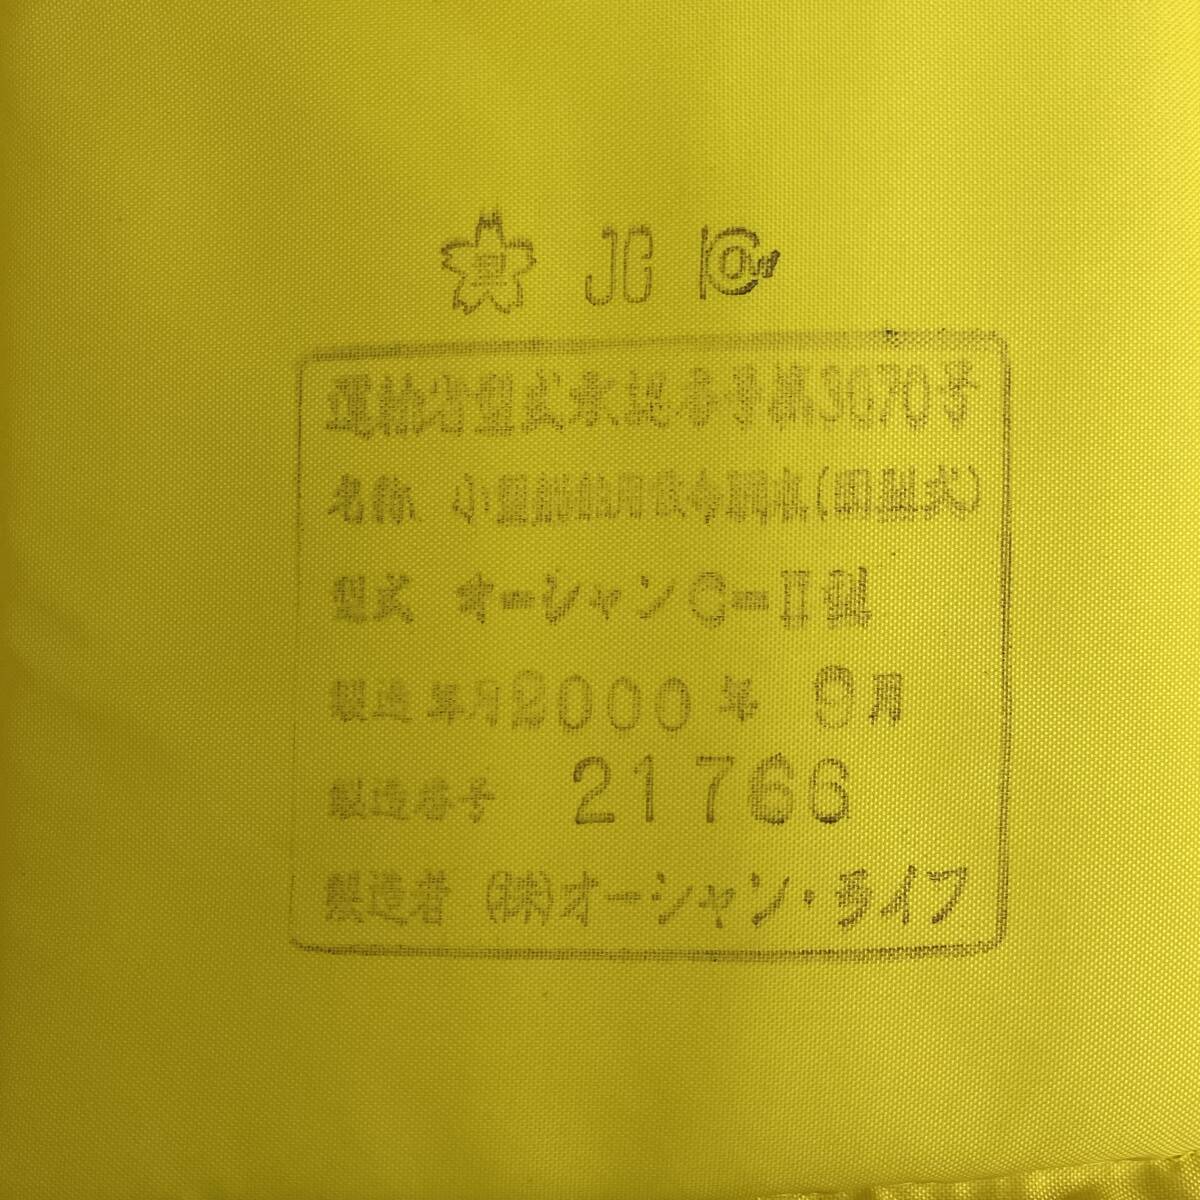 JG
運輸省型式承認番号第3670号
名称 小型船舶用救命胴衣(固型式)
型式 オーシャンC-II型
製造年月2000年 9月
製造番号 21766
製造者 (株)オーシャン・ライフ